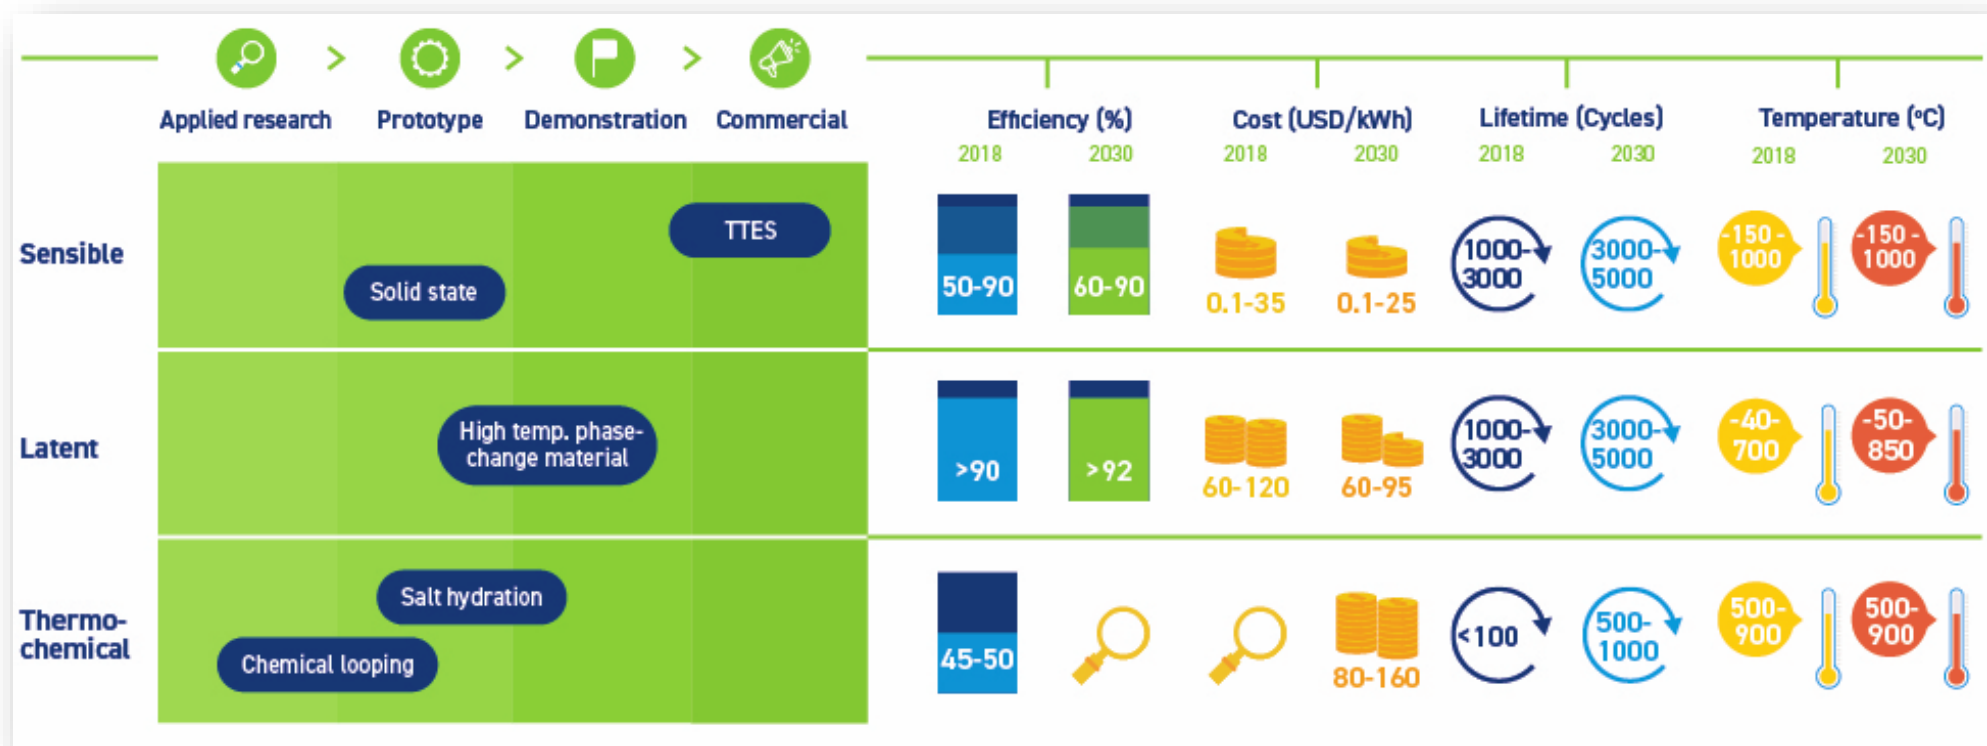 Applied research
Prototype
Demonstration
Commercial
Efficiency (%)
Cost (USD/kWh)
Lifetime (Cycles)
Temperature (ºC)
2018
2030
2018
2030
2018
2030
2018
2030
Sensible
TTES
Solid state
50-90
60-90
0.1-35
0.1-25
1000-
3000
3000-
5000
-150 -
1000
-150 -
1000
Latent
High temp. phase-
change material
>90
>92
60-120
60-95
1000-
3000
3000-
5000
-40-
700
-50-
850
Thermo-
chemical
Salt hydration
Chemical looping
45-50
80-160
<100
500-
1000
500-
900
500-
900